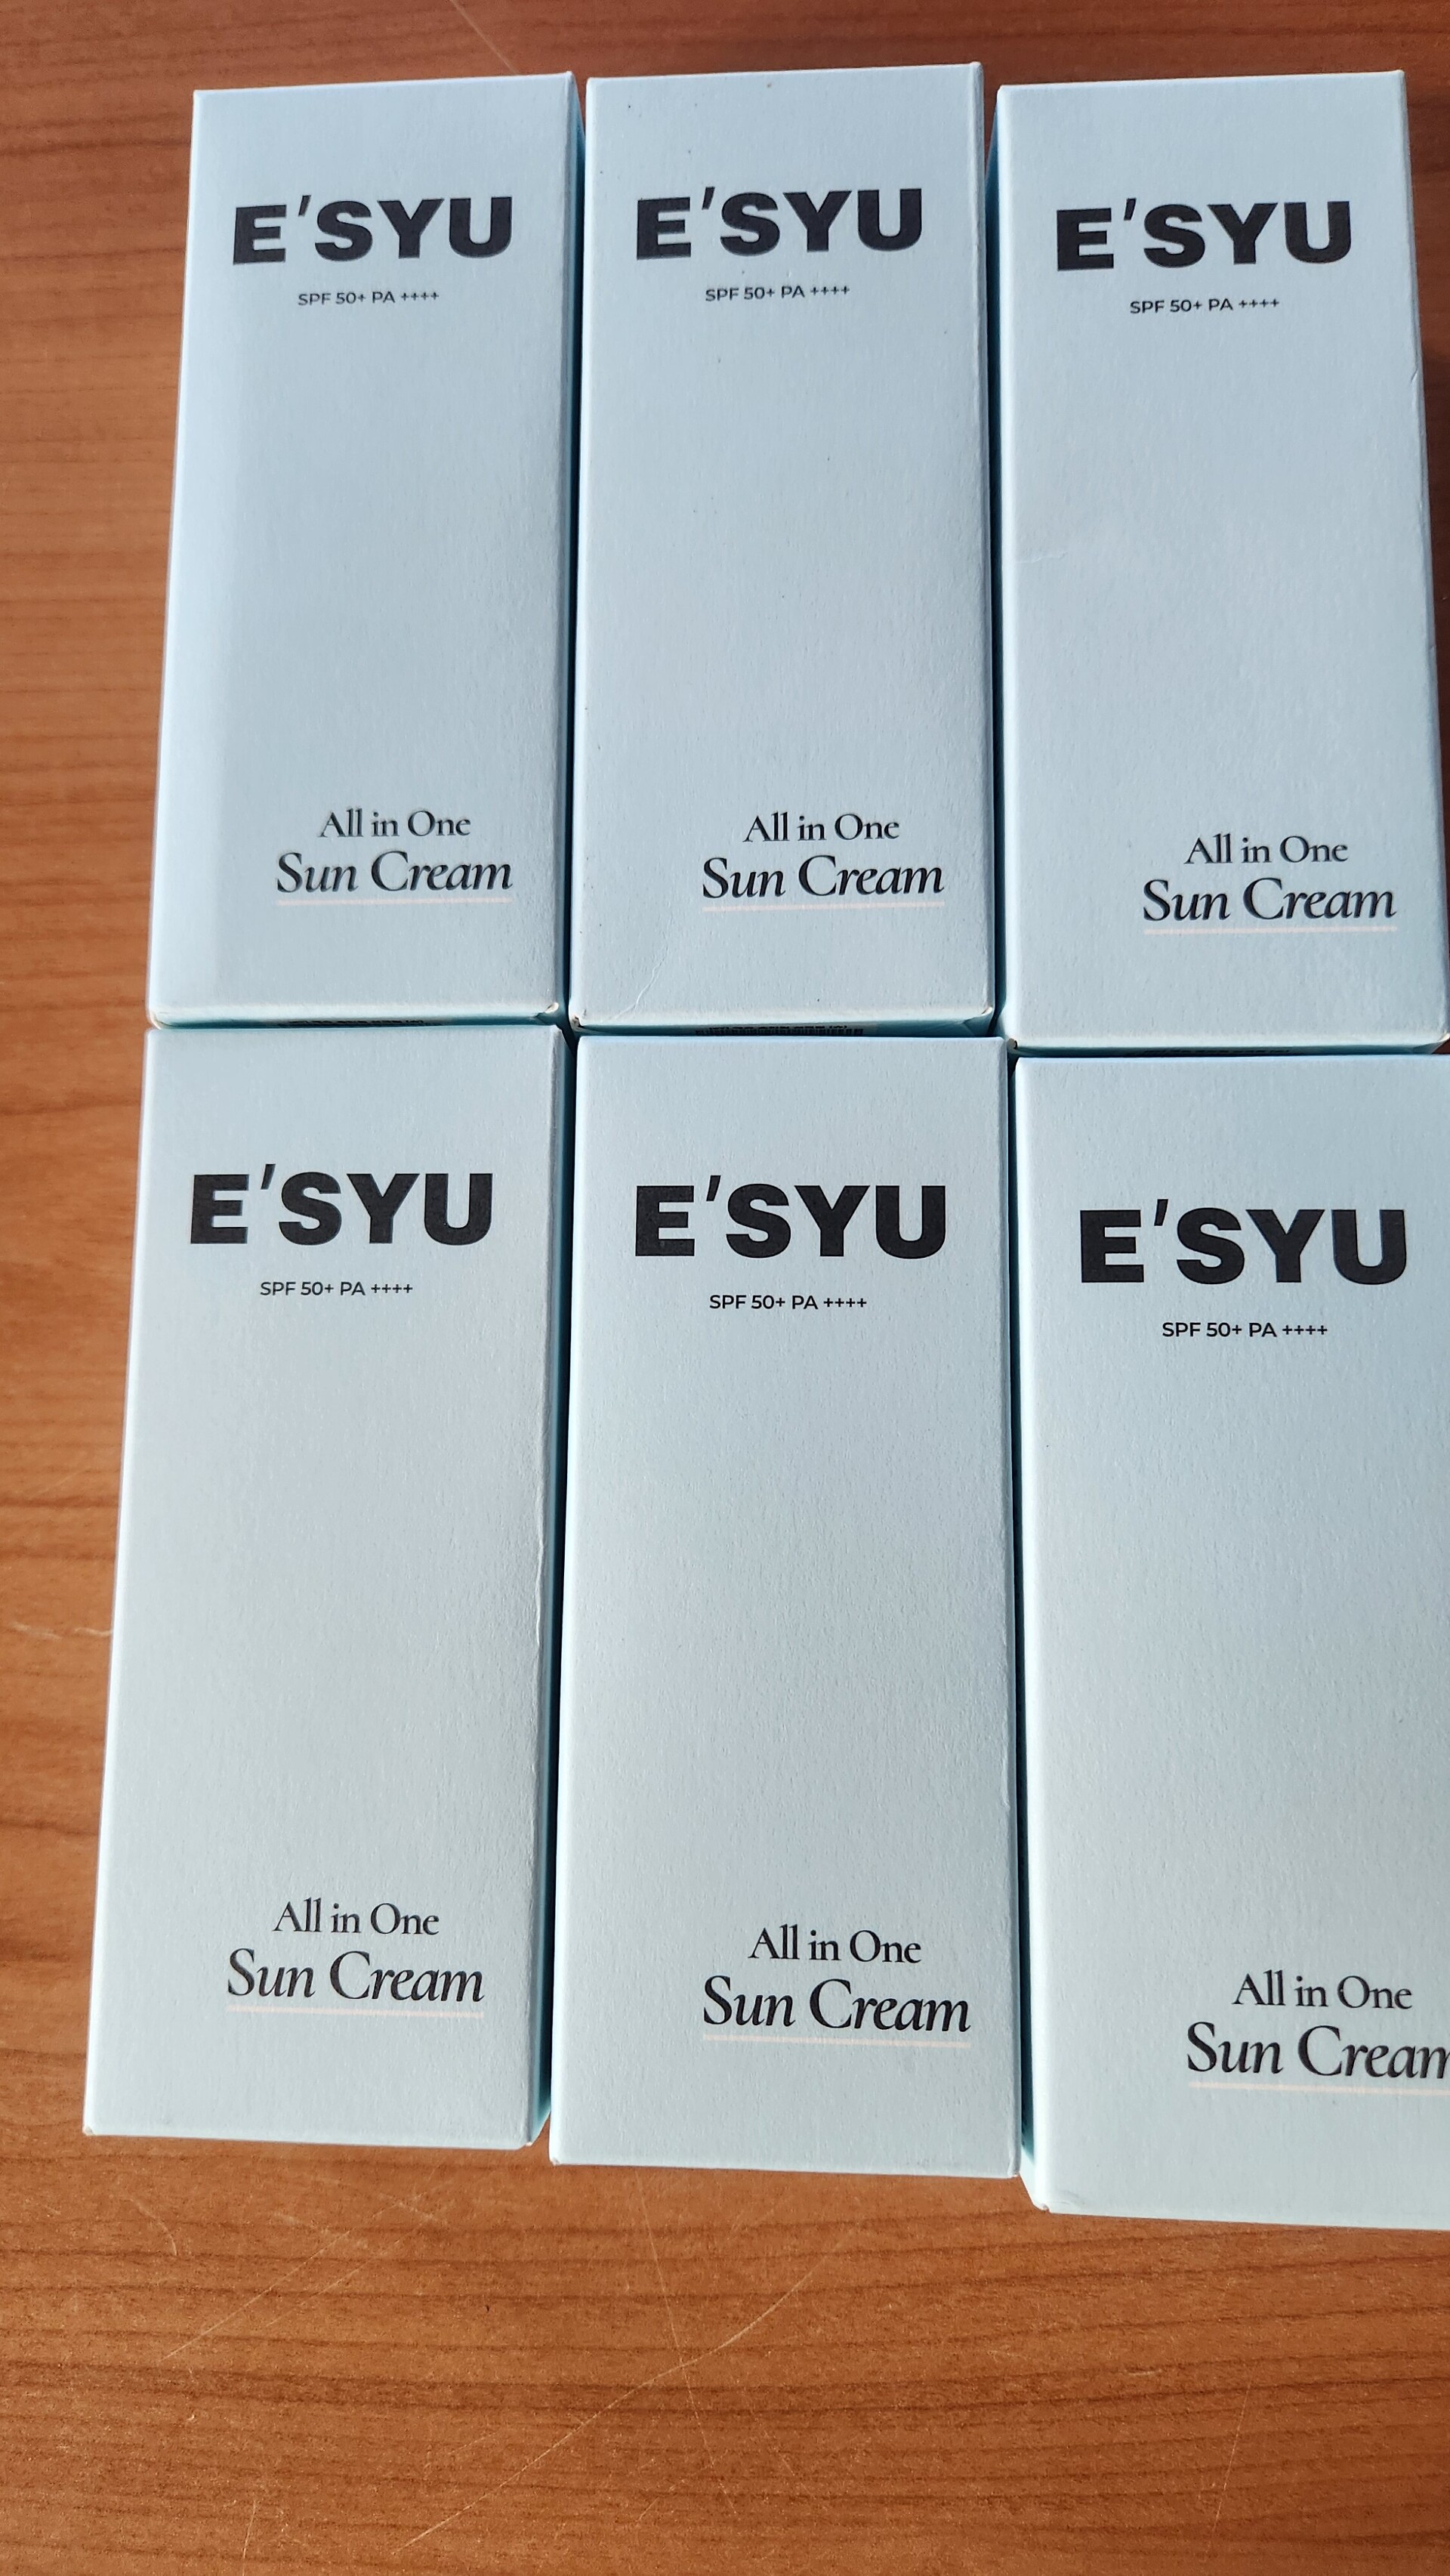 E'SYU
SPF 50+ PA ++++
All in One
Sun Cream
E'SYU
SPF 50+ PA ++++
All in One
Sun Cream
E'SYU
SPF 50+ PA ++++
All in One
Sun Cream
E'SYU
SPF 50+ PA ++++
All in One
Sun Cream
E'SYU
SPF 50+ PA ++++
All in One
Sun Cream
E'SYU
SPF 50+ PA ++++
All in One
Sun Cream